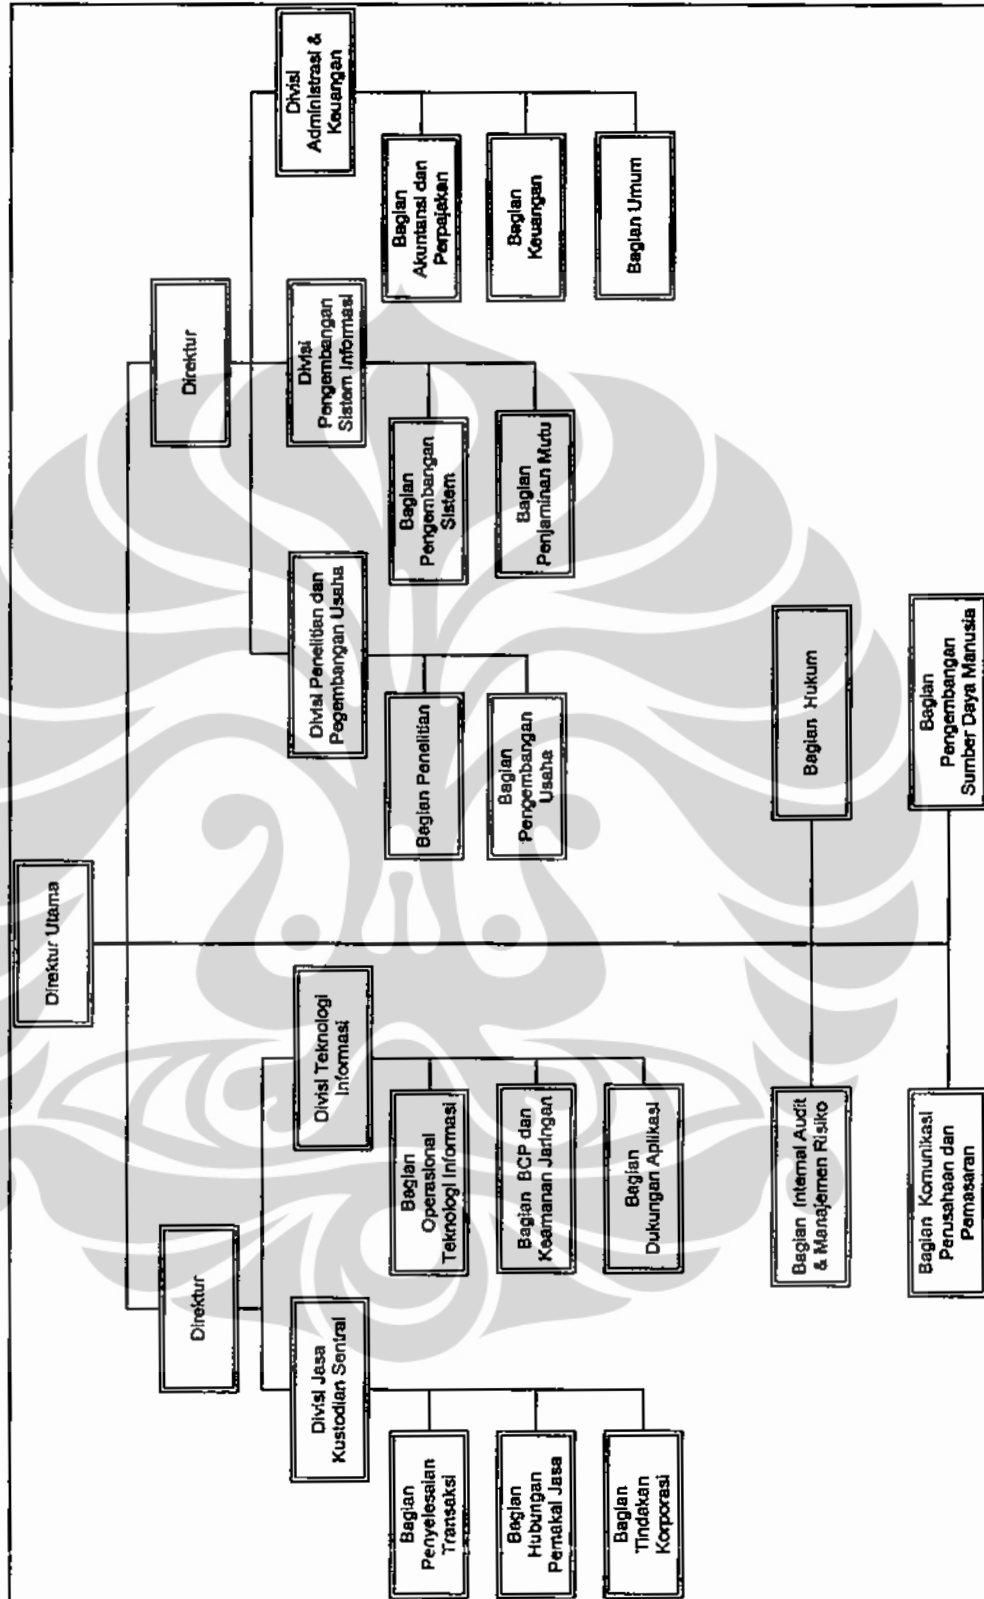 Direktur Utama
Direktur
Direktur
Divisi Jasa
Kustodian Sentral
Divisi Teknologi
Informasi
Divisi Penelitian dan
Pegembangan Usaha
Divisi
Pengembangan
Sistem Informasi
Divisi
Administrasi &
Keuangan
Bagian
Penyelesaian
Transaksi
Bagian
Hubungan
Pemakai Jasa
Bagian
Tindakan
Korporasi
Bagian
Operasional
Teknologi Informasi
Bagian BCP dan
Keamanan Jaringan
Bagian
Dukungan Aplikasi
Bagian Penelitian
Bagian
Pengembangan
Usaha
Bagian
Pengembangan
Sistem
Bagian
Penjaminan Mutu
Bagian
Akuntansi dan
Perpajakan
Bagian
Keuangan
Bagian Umum
Bagian Internal Audit
& Manajemen Risiko
Bagian Hukum
Bagian Komunikasi
Perusahaan dan
Pemasaran
Bagian
Pengembangan
Sumber Daya Manusia